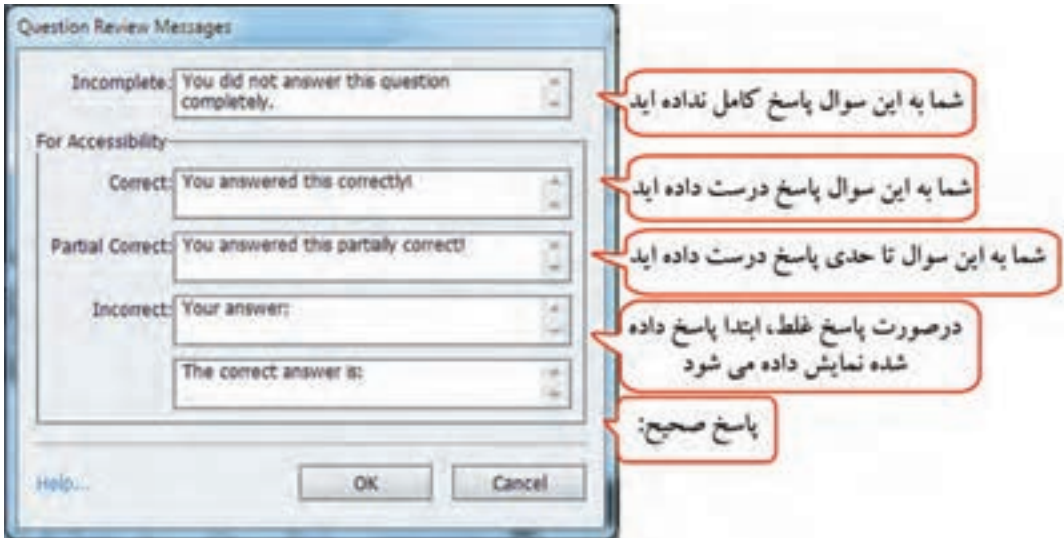 Question Review Messages
Incomplete: You did not answer this question
completely.
شما به این سوال پاسخ کامل نداده اید
For Accessibility
Correct: You answered this correctly!
شما به این سوال پاسخ درست داده اید
Partial Correct: You answered this partially correct!
شما به این سوال تا حدی پاسخ درست داده اید
Incorrect: Your answer:
درصورت پاسخ غلط، ابتدا پاسخ داده
شده نمایش داده می شود
The correct answer is:
پاسخ صحیح:
Help... OK Cancel